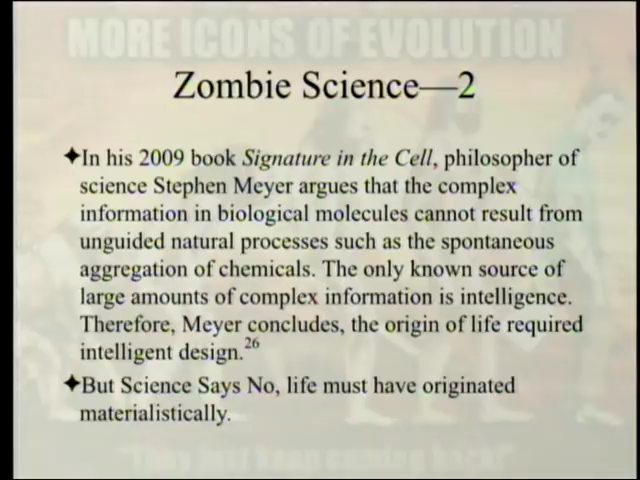 MORE ICONS OF EVOLUTION
Zombie Science—2
✦In his 2009 book Signature in the Cell, philosopher of
science Stephen Meyer argues that the complex
information in biological molecules cannot result from
unguided natural processes such as the spontaneous
aggregation of chemicals. The only known source of
large amounts of complex information is intelligence.
Therefore, Meyer concludes, the origin of life required
intelligent design.26
✦But Science Says No, life must have originated
materialistically.
"They just keep coming back!"